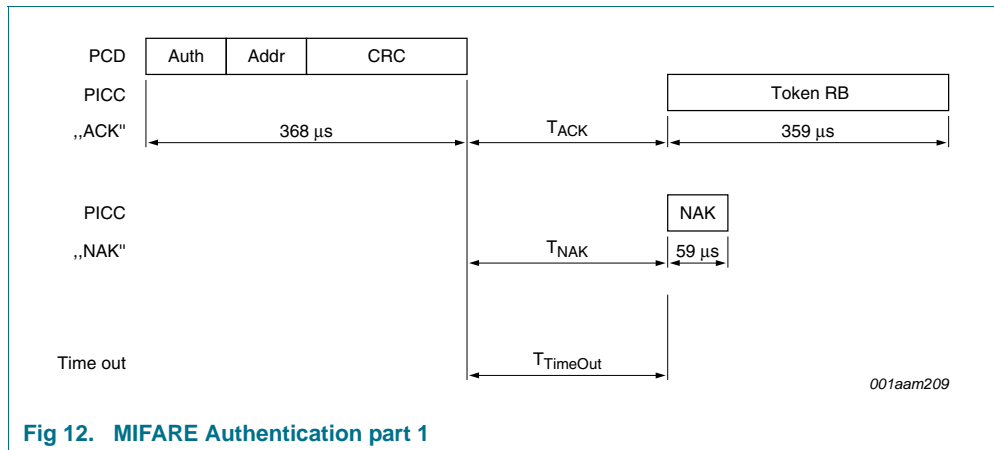 PCD Auth Addr CRC
PICC Token RB
,,ACK" 368 μs TACK 359 μs
PICC NAK
,,NAK" TNAK 59 μs
Time out TTimeOut
001aam209
Fig 12. MIFARE Authentication part 1